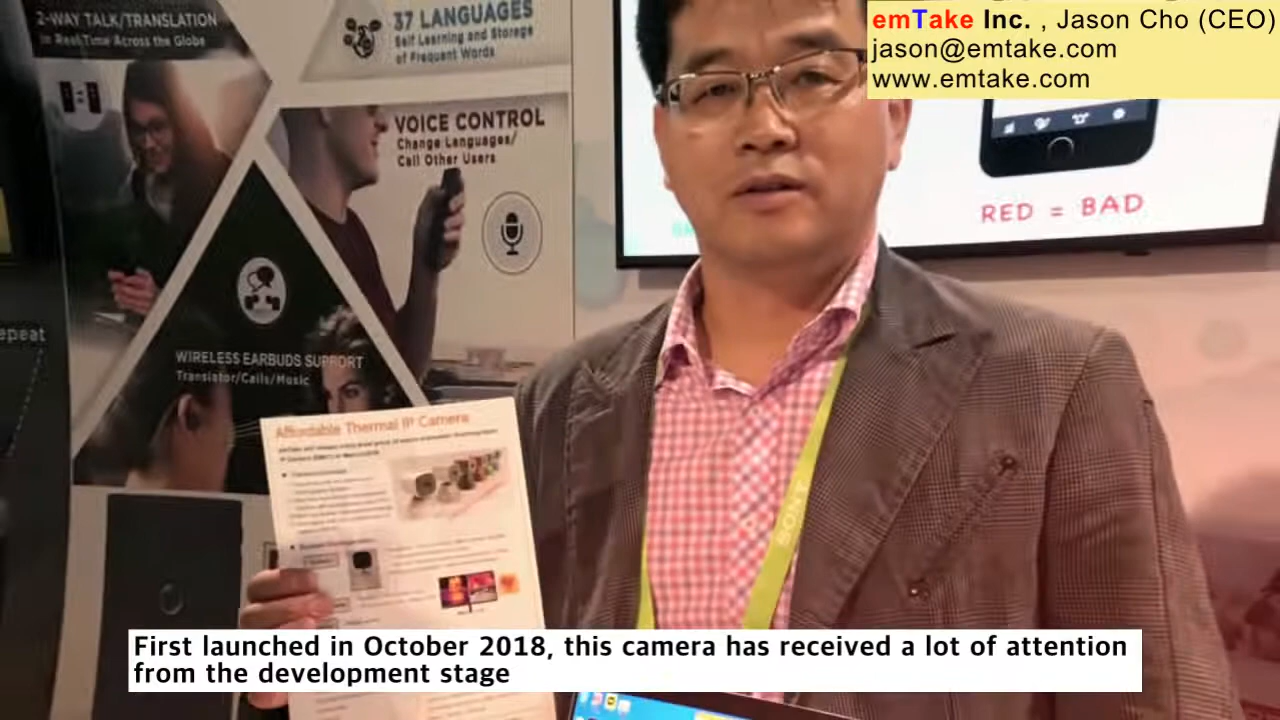 2-WAY TALK/TRANSLATION
in Real-Time Across the Globe
37 LANGUAGES
Self Learning and Storage
of Frequent Words
emTake Inc. , Jason Cho (CEO)
jason@emtake.com
www.emtake.com
VOICE CONTROL
Change Languages/
Call Other Users
RED = BAD
epeat
WIRELESS EARBUDS SUPPORT
Translator/Calls/Music
Affordable Thermal IP Camera
SONY
First launched in October 2018, this camera has received a lot of attention
from the development stage